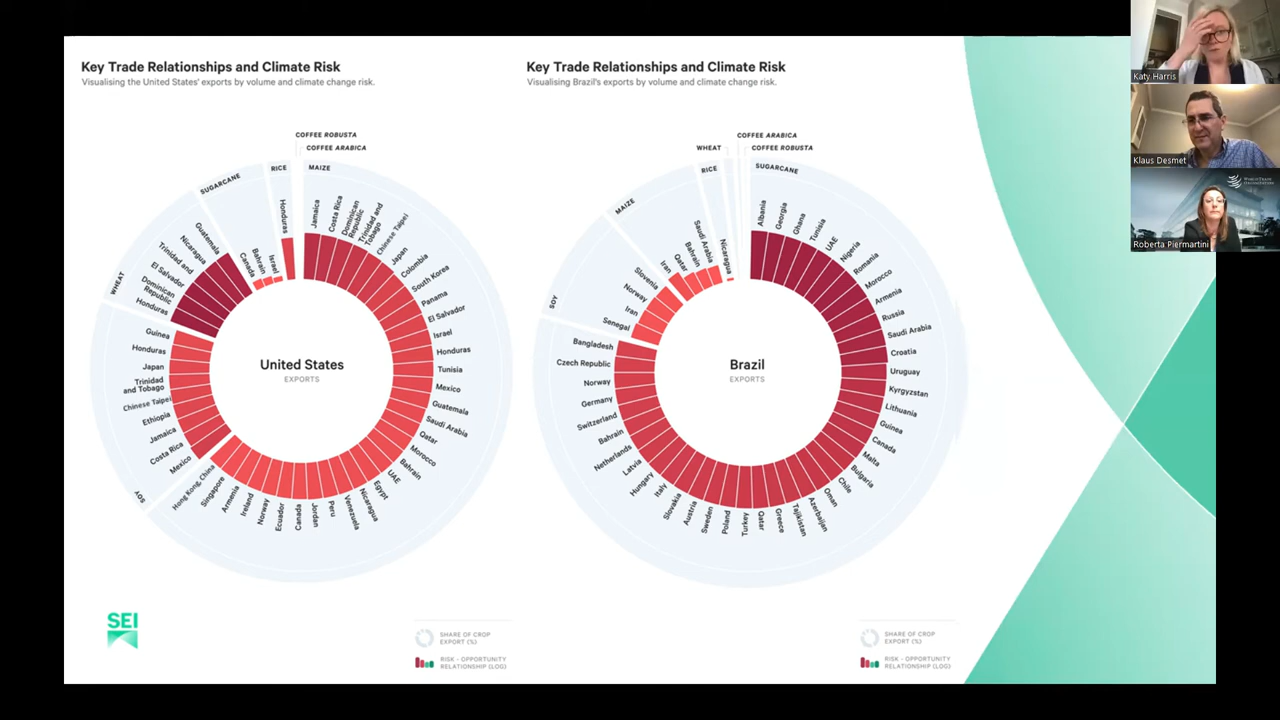 Key Trade Relationships and Climate Risk
Visualising the United States' exports by volume and climate change risk.
COFFEE ROBUSTA
COFFEE ARABICA
MAIZE
Jamaica
Costa Rica
Dominican
Republic
Trinidad and
Tobago
Chinese Taipei
Japan
Colombia
South Korea
Panama
El Salvador
Israel
Honduras
Tunisia
Mexico
Guatemala
Saudi Arabia
Qatar
Morocco
Bahrain
UAE
Egypt
Nicaragua
Venezuela
Peru
Jordan
Canada
Ecuador
Norway
Ireland
Armenia
Singapore
Hong Kong, China
SOY
Mexico
Costa Rica
Jamaica
Ethiopia
Chinese Taipei
Trinidad
and Tobago
Japan
Honduras
Guinea
WHEAT
Honduras
Dominican
Republic
El Salvador
Trinidad and
Nicaragua
Guatemala
SUGARCANE
Canada
Bahrain
Israel
RICE
Honduras
United States
EXPORTS
SEI
SHARE OF CROP
EXPORT (%)
RISK - OPPORTUNITY
RELATIONSHIP (LOG)
Key Trade Relationships and Climate Risk
Visualising Brazil's exports by volume and climate change risk.
COFFEE ARABICA
COFFEE ROBUSTA
SUGARCANE
Albania
Georgia
Ghana
Tunisia
UAE
Nigeria
Romania
Morocco
Armenia
Russia
Saudi Arabia
Croatia
Uruguay
Kyrgyzstan
Lithuania
Guinea
Canada
Malta
Bulgaria
Chile
Oman
Azerbaijan
Tajikistan
Greece
Qatar
Turkey
Poland
Sweden
Austria
Slovakia
Italy
Hungary
Latvia
Netherlands
Bahrain
Switzerland
Germany
Norway
Czech Republic
Bangladesh
SOY
Senegal
Iran
Norway
Slovenia
MAIZE
Iran
Qatar
Bahrain
Saudi Arabia
RICE
Nicaragua
WHEAT
Brazil
EXPORTS
SHARE OF CROP
EXPORT (%)
RISK - OPPORTUNITY
RELATIONSHIP (LOG)
Katy Harris
Klaus Desmet
WORLD TRADE
ORGANIZATION
Roberta Piermartini